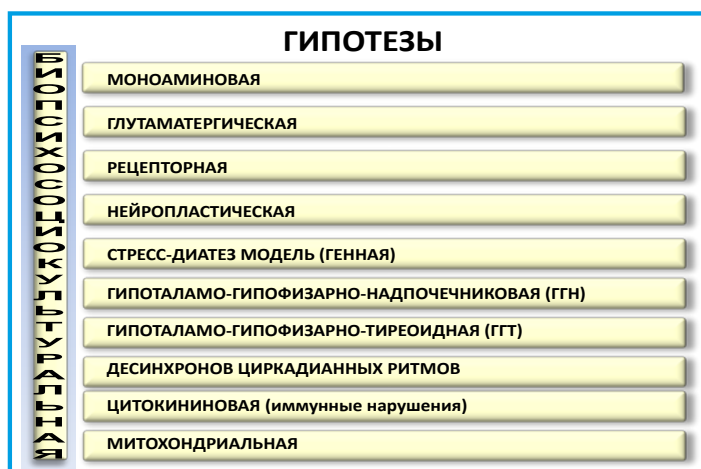 ГИПОТЕЗЫ
БИОПСИХОСОЦИОКУЛЬТУРАЛЬНАЯ
МОНОАМИНОВАЯ
ГЛУТАМАТЕРГИЧЕСКАЯ
РЕЦЕПТОРНАЯ
НЕЙРОПЛАСТИЧЕСКАЯ
СТРЕСС-ДИАТЕЗ МОДЕЛЬ (ГЕННАЯ)
ГИПОТАЛАМО-ГИПОФИЗАРНО-НАДПОЧЕЧНИКОВАЯ (ГГН)
ГИПОТАЛАМО-ГИПОФИЗАРНО-ТИРЕОИДНАЯ (ГГТ)
ДЕСИНХРОНОВ ЦИРКАДИАННЫХ РИТМОВ
ЦИТОКИНИНОВАЯ (иммунные нарушения)
МИТОХОНДРИАЛЬНАЯ